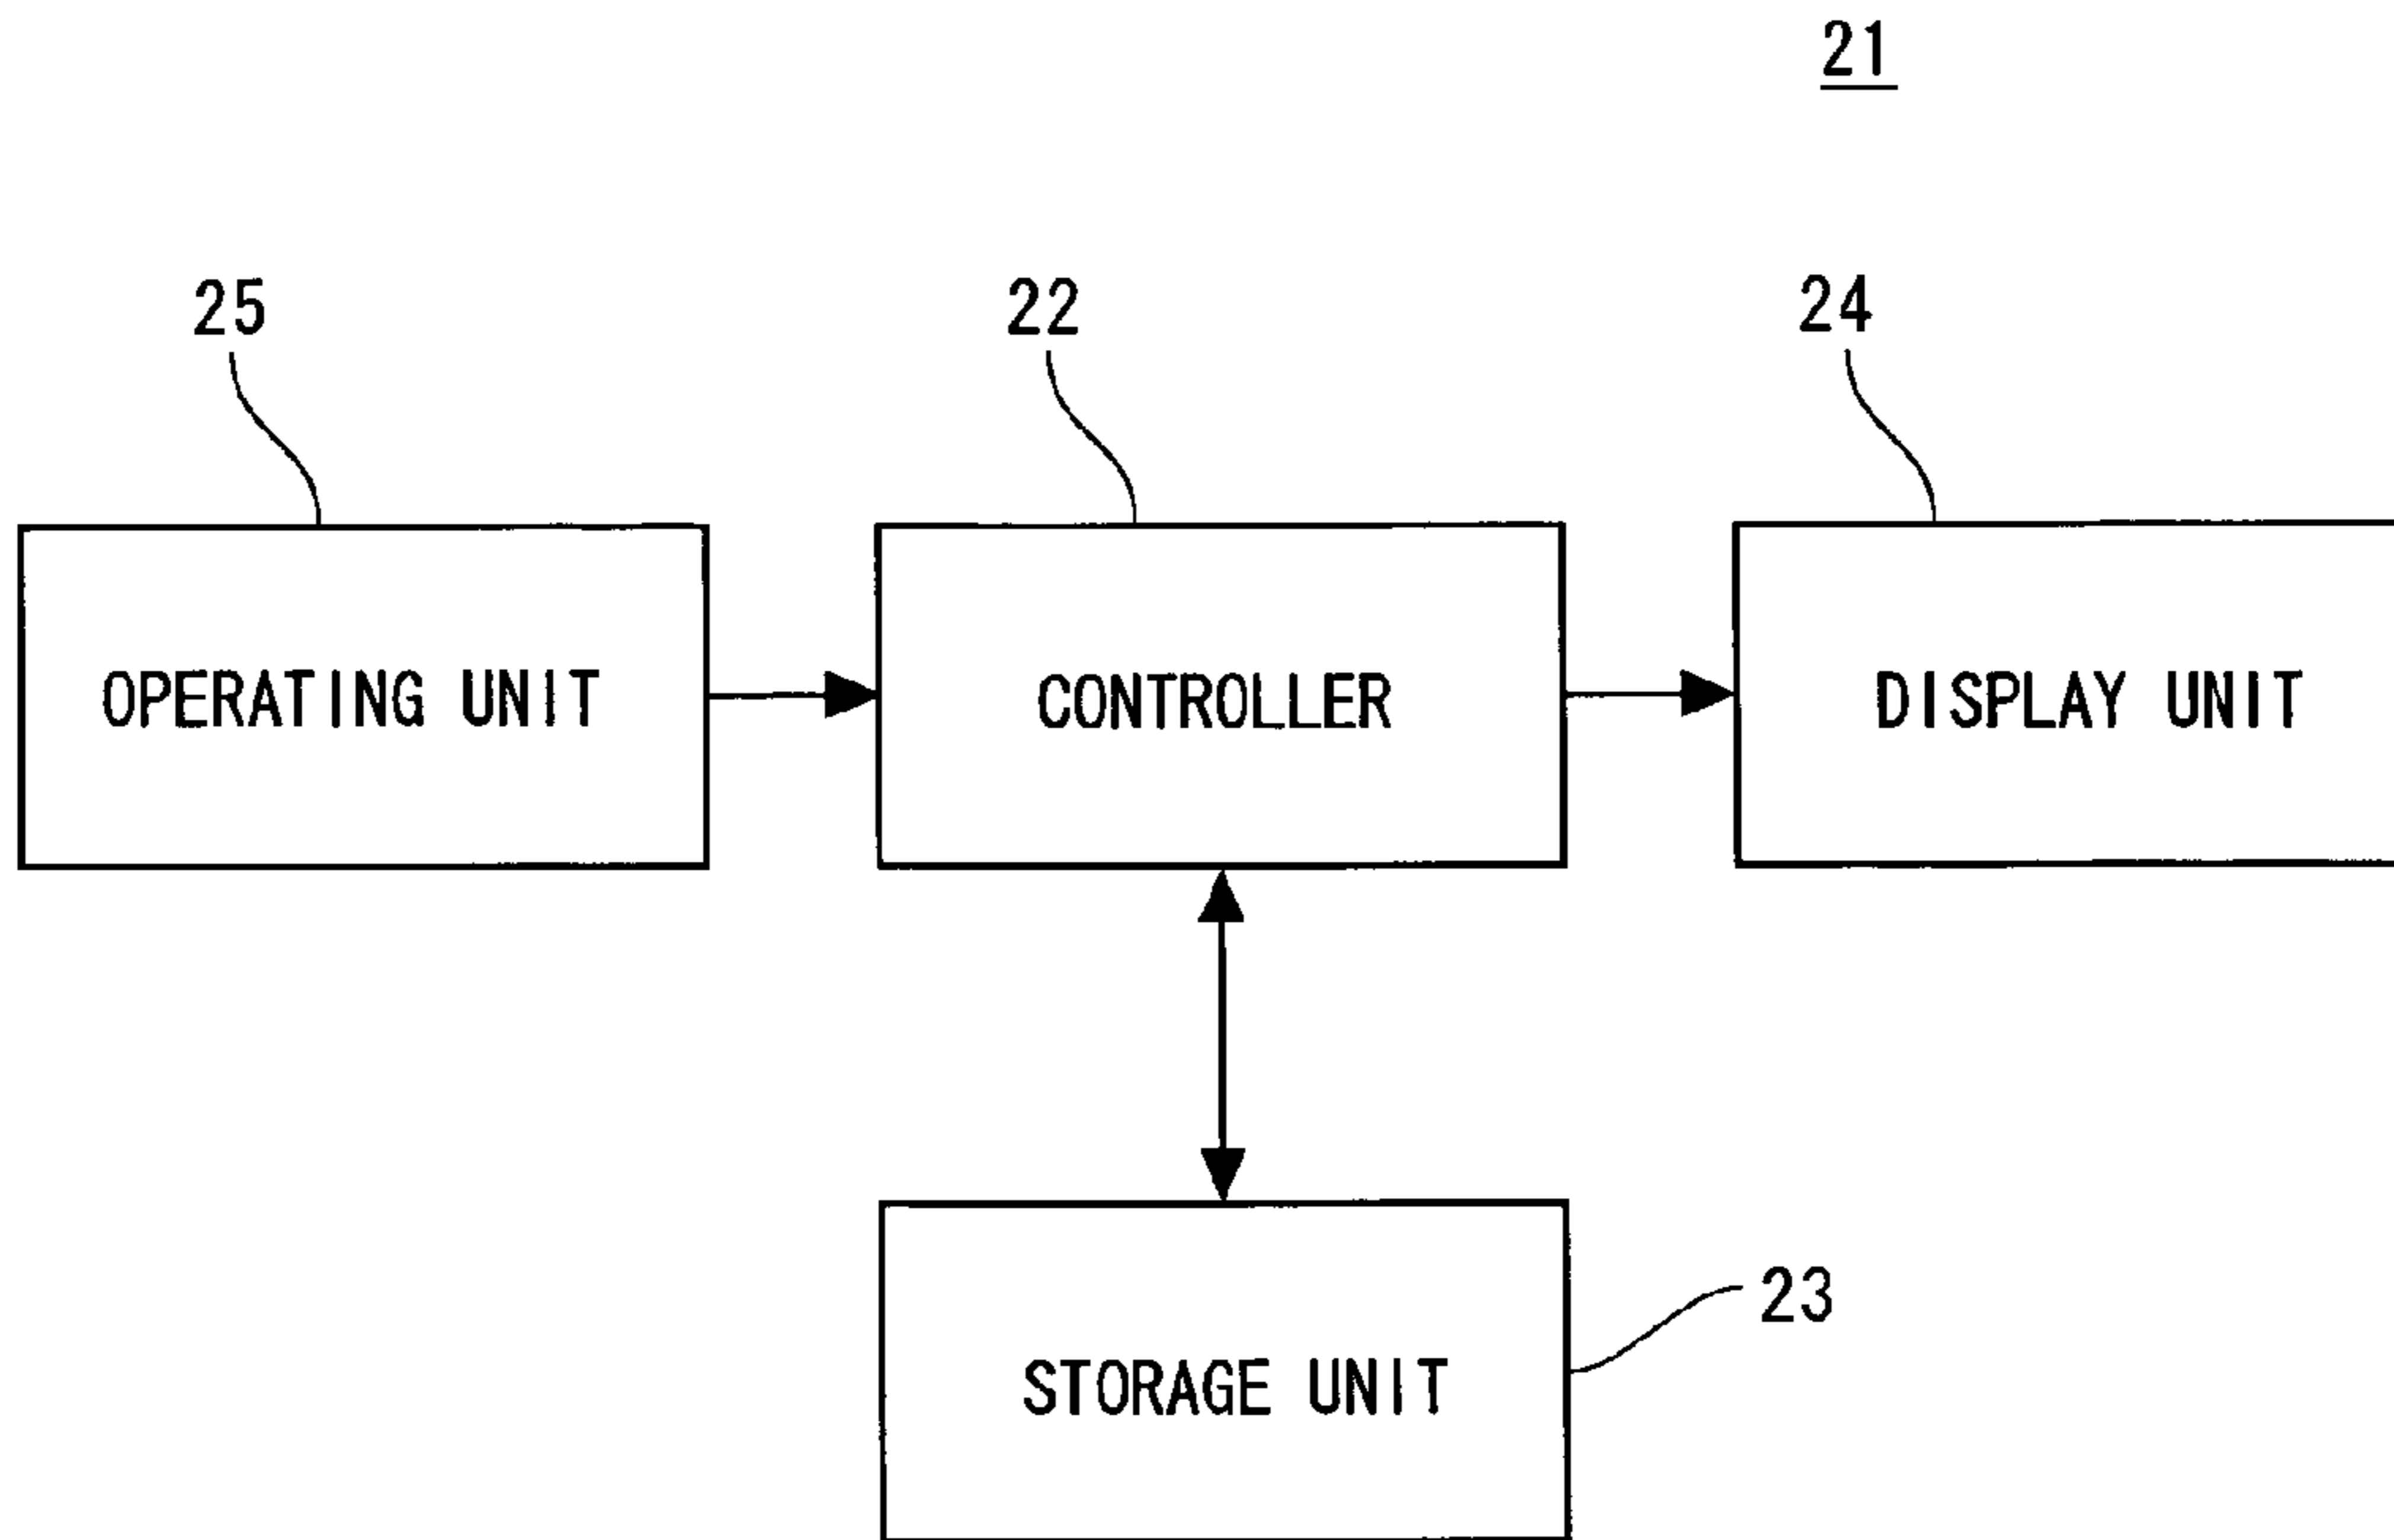 21
25
22
24
OPERATING UNIT
CONTROLLER
DISPLAY UNIT
23
STORAGE UNIT